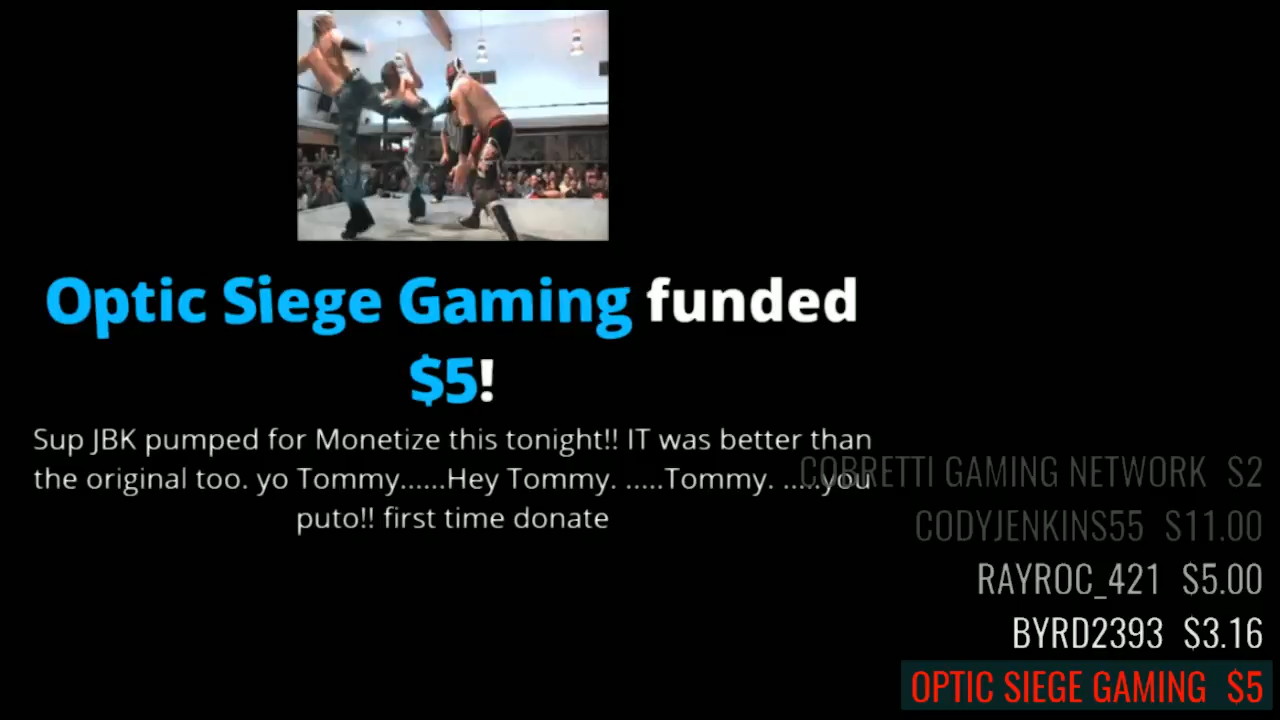 Optic Siege Gaming funded
$5!
Sup JBK pumped for Monetize this tonight!! IT was better than
the original too. yo Tommy......Hey Tommy. .....Tommy. .....you
puto!! first time donate
COBRETTI GAMING NETWORK $2
CODYJENKINS55 $11.00
RAYROC_421 $5.00
BYRD2393 $3.16
OPTIC SIEGE GAMING $5